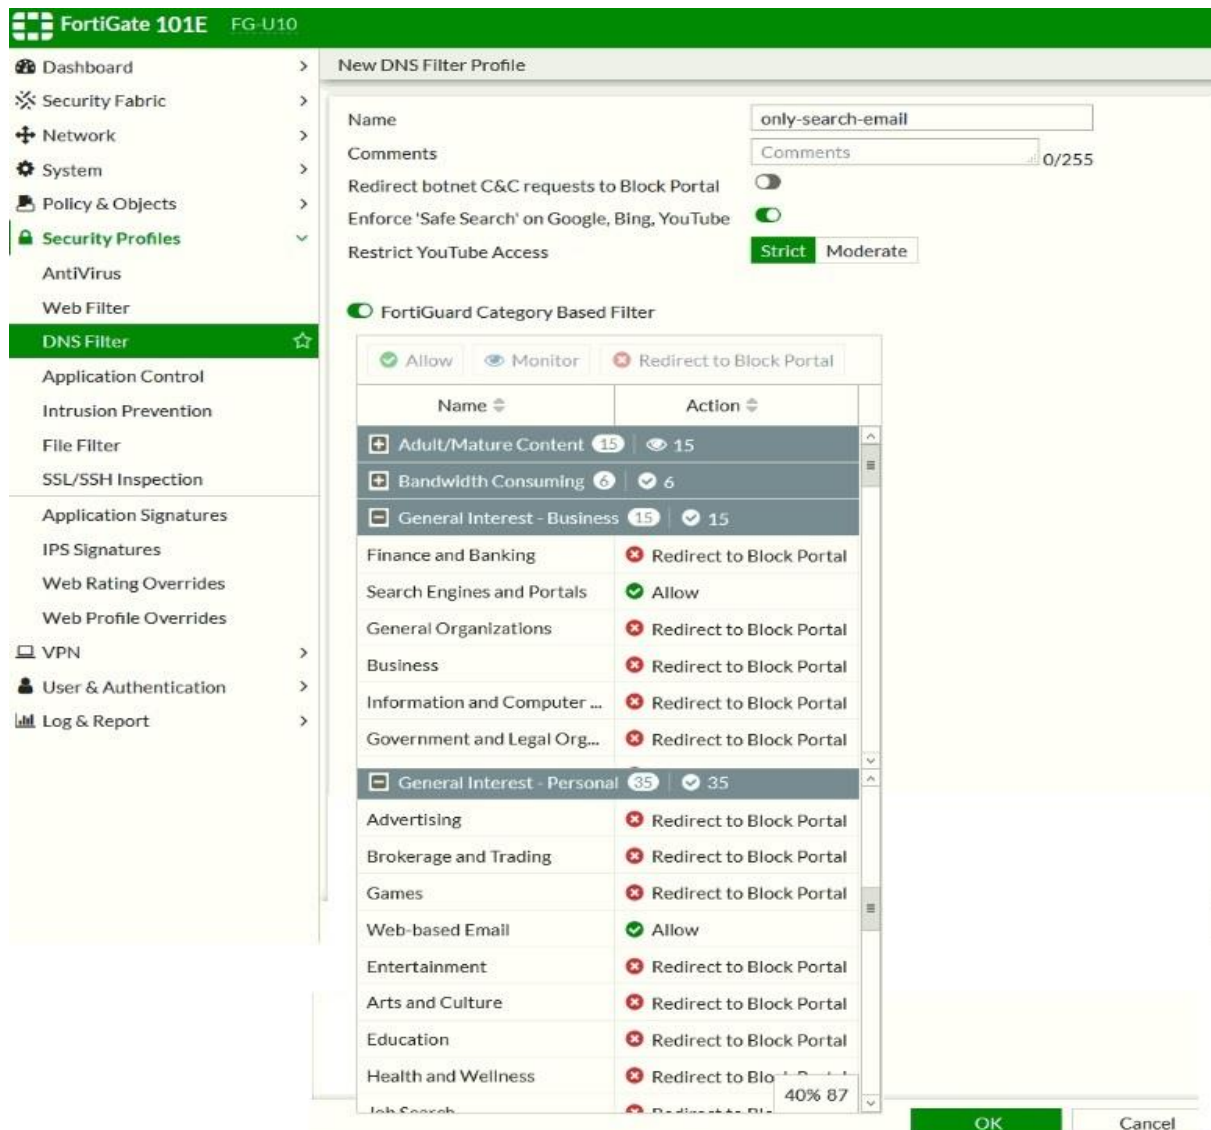 FortiGate 101E FG-U10
Dashboard
Security Fabric
Network
System
Policy & Objects
Security Profiles
AntiVirus
Web Filter
DNS Filter
Application Control
Intrusion Prevention
File Filter
SSL/SSH Inspection
Application Signatures
IPS Signatures
Web Rating Overrides
Web Profile Overrides
VPN
User & Authentication
Log & Report
New DNS Filter Profile
Name only-search-email
Comments Comments 0/255
Redirect botnet C&C requests to Block Portal
Enforce 'Safe Search' on Google, Bing, YouTube
Restrict YouTube Access Strict Moderate
FortiGuard Category Based Filter
Allow Monitor Redirect to Block Portal
Name Action
Adult/Mature Content 15 15
Bandwidth Consuming 6 6
General Interest - Business 15 15
Finance and Banking Redirect to Block Portal
Search Engines and Portals Allow
General Organizations Redirect to Block Portal
Business Redirect to Block Portal
Information and Computer ... Redirect to Block Portal
Government and Legal Org... Redirect to Block Portal
General Interest - Personal 35 35
Advertising Redirect to Block Portal
Brokerage and Trading Redirect to Block Portal
Games Redirect to Block Portal
Web-based Email Allow
Entertainment Redirect to Block Portal
Arts and Culture Redirect to Block Portal
Education Redirect to Block Portal
Health and Wellness Redirect to
40% 87
Job Search
OK Cancel